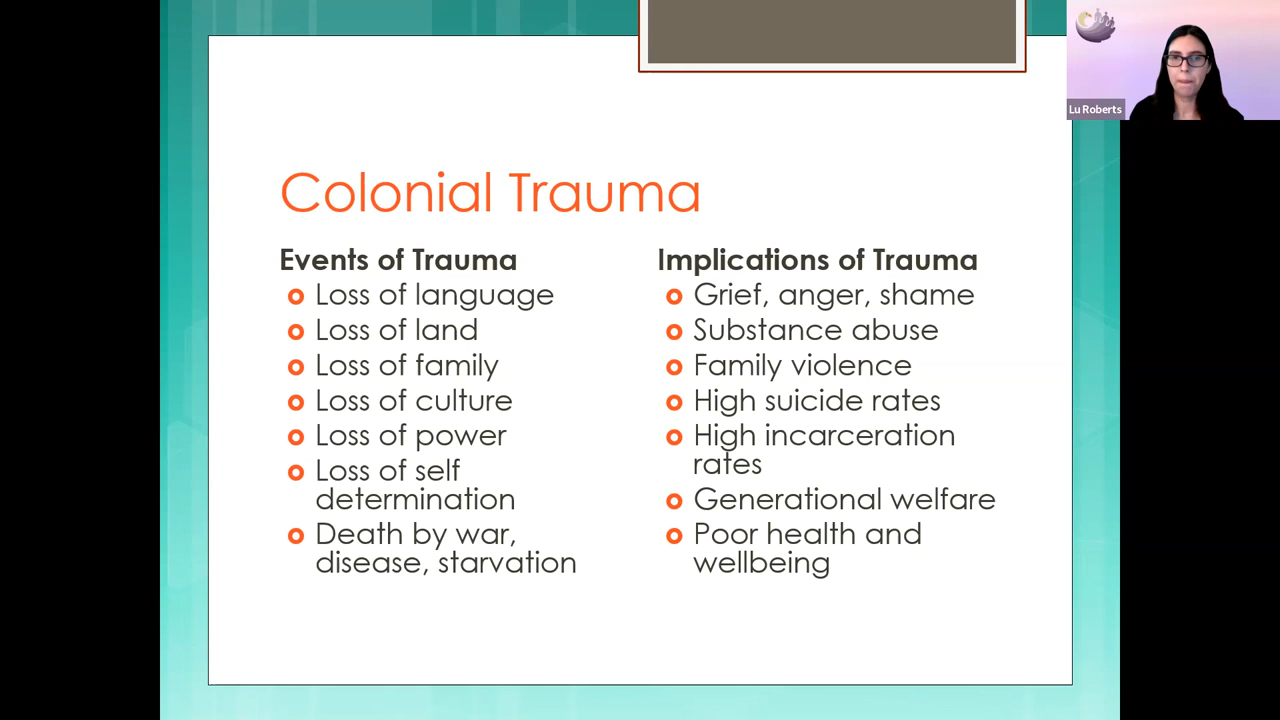 Lu Roberts
Colonial Trauma
Events of Trauma
Loss of language
Loss of land
Loss of family
Loss of culture
Loss of power
Loss of self
determination
Death by war,
disease, starvation
Implications of Trauma
Grief, anger, shame
Substance abuse
Family violence
High suicide rates
High incarceration
rates
Generational welfare
Poor health and
wellbeing